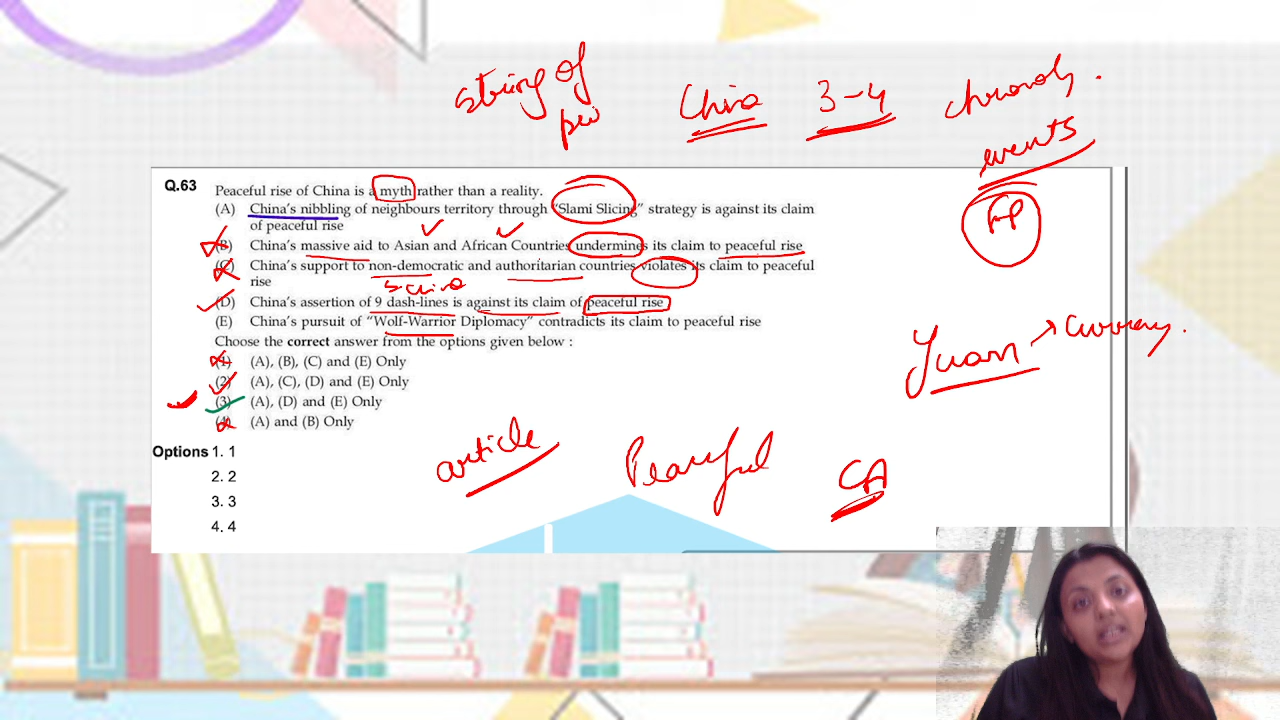 string of
China 3-4 chronol.
events
FP
Q.63 Peaceful rise of China is a myth rather than a reality.
(A) China's nibbling of neighbours territory through "Slami Slicing" strategy is against its claim
of peaceful rise
(B) China's massive aid to Asian and African Countries undermines its claim to peaceful rise
(C) China's support to non-democratic and authoritarian countries violates its claim to peaceful
rise
S China
(D) China's assertion of 9 dash-lines is against its claim of peaceful rise
(E) China's pursuit of "Wolf-Warrior Diplomacy" contradicts its claim to peaceful rise
Choose the correct answer from the options given below :
(1) (A), (B), (C) and (E) Only
(2) (A), (C), (D) and (E) Only
(3) (A), (D) and (E) Only
(4) (A) and (B) Only
Yuan → Currency.
article Peaceful CA
Options 1. 1
2. 2
3. 3
4. 4